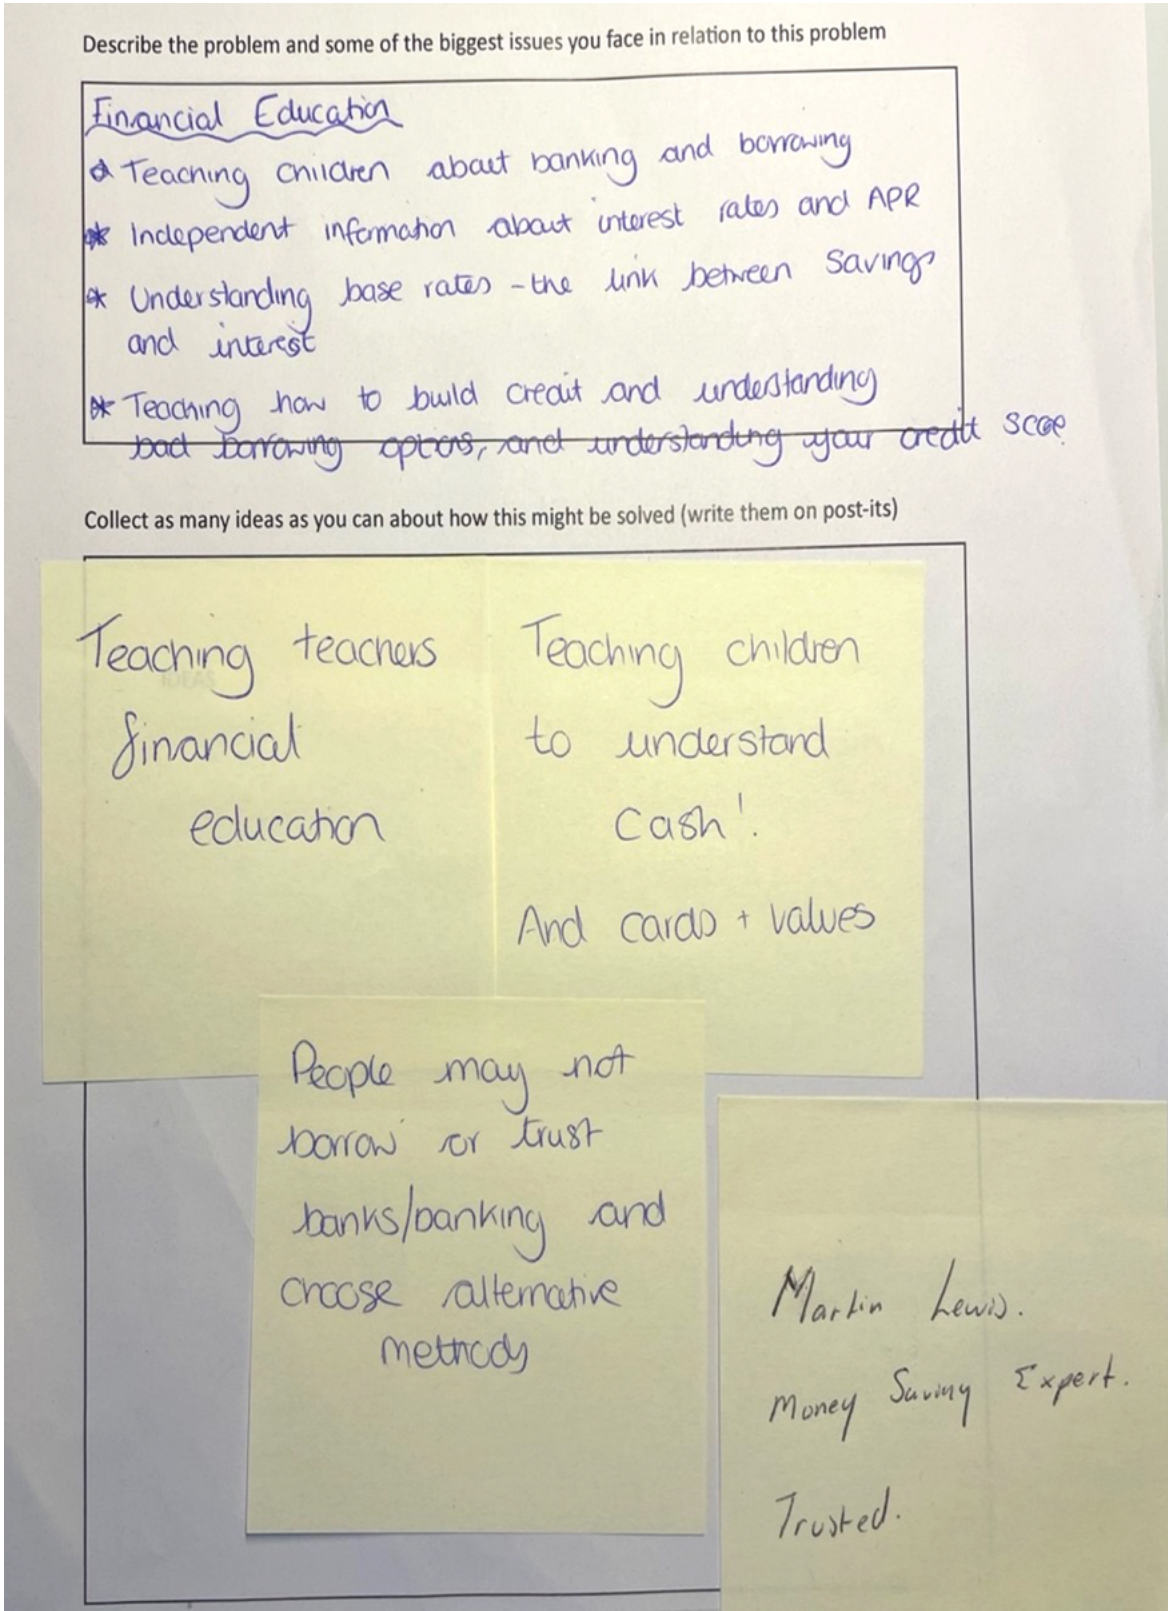 Describe the problem and some of the biggest issues you face in relation to this problem
Financial Education
* Teaching children about banking and borrowing
* Independent information about interest rates and APR
* Understanding base rates - the link between savings
and interest
* Teaching how to build credit and understanding
bad borrowing options, and understanding your credit score
Collect as many ideas as you can about how this might be solved (write them on post-its)
Teaching teachers
financial
education
IDEAS
Teaching children
to understand
cash!
And cards + values
People may not
borrow or trust
banks/banking and
choose alternative
methods
Martin Lewis.
Money Saving Expert.
Trusted.